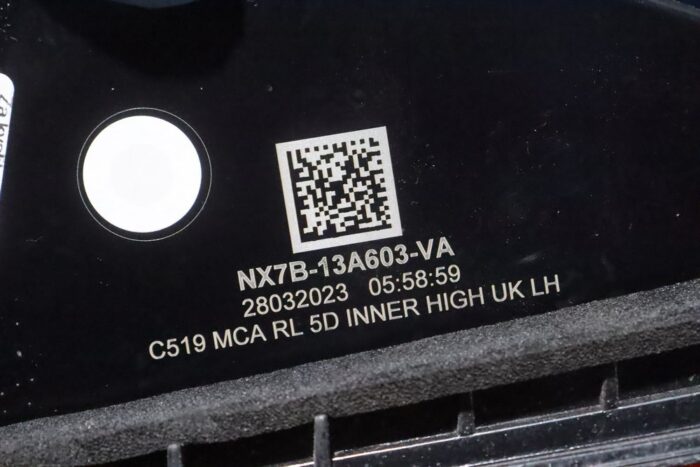 NX7B-13A603-VA
28032023 05:58:59
C519 MCA RL 5D INNER HIGH UK LH